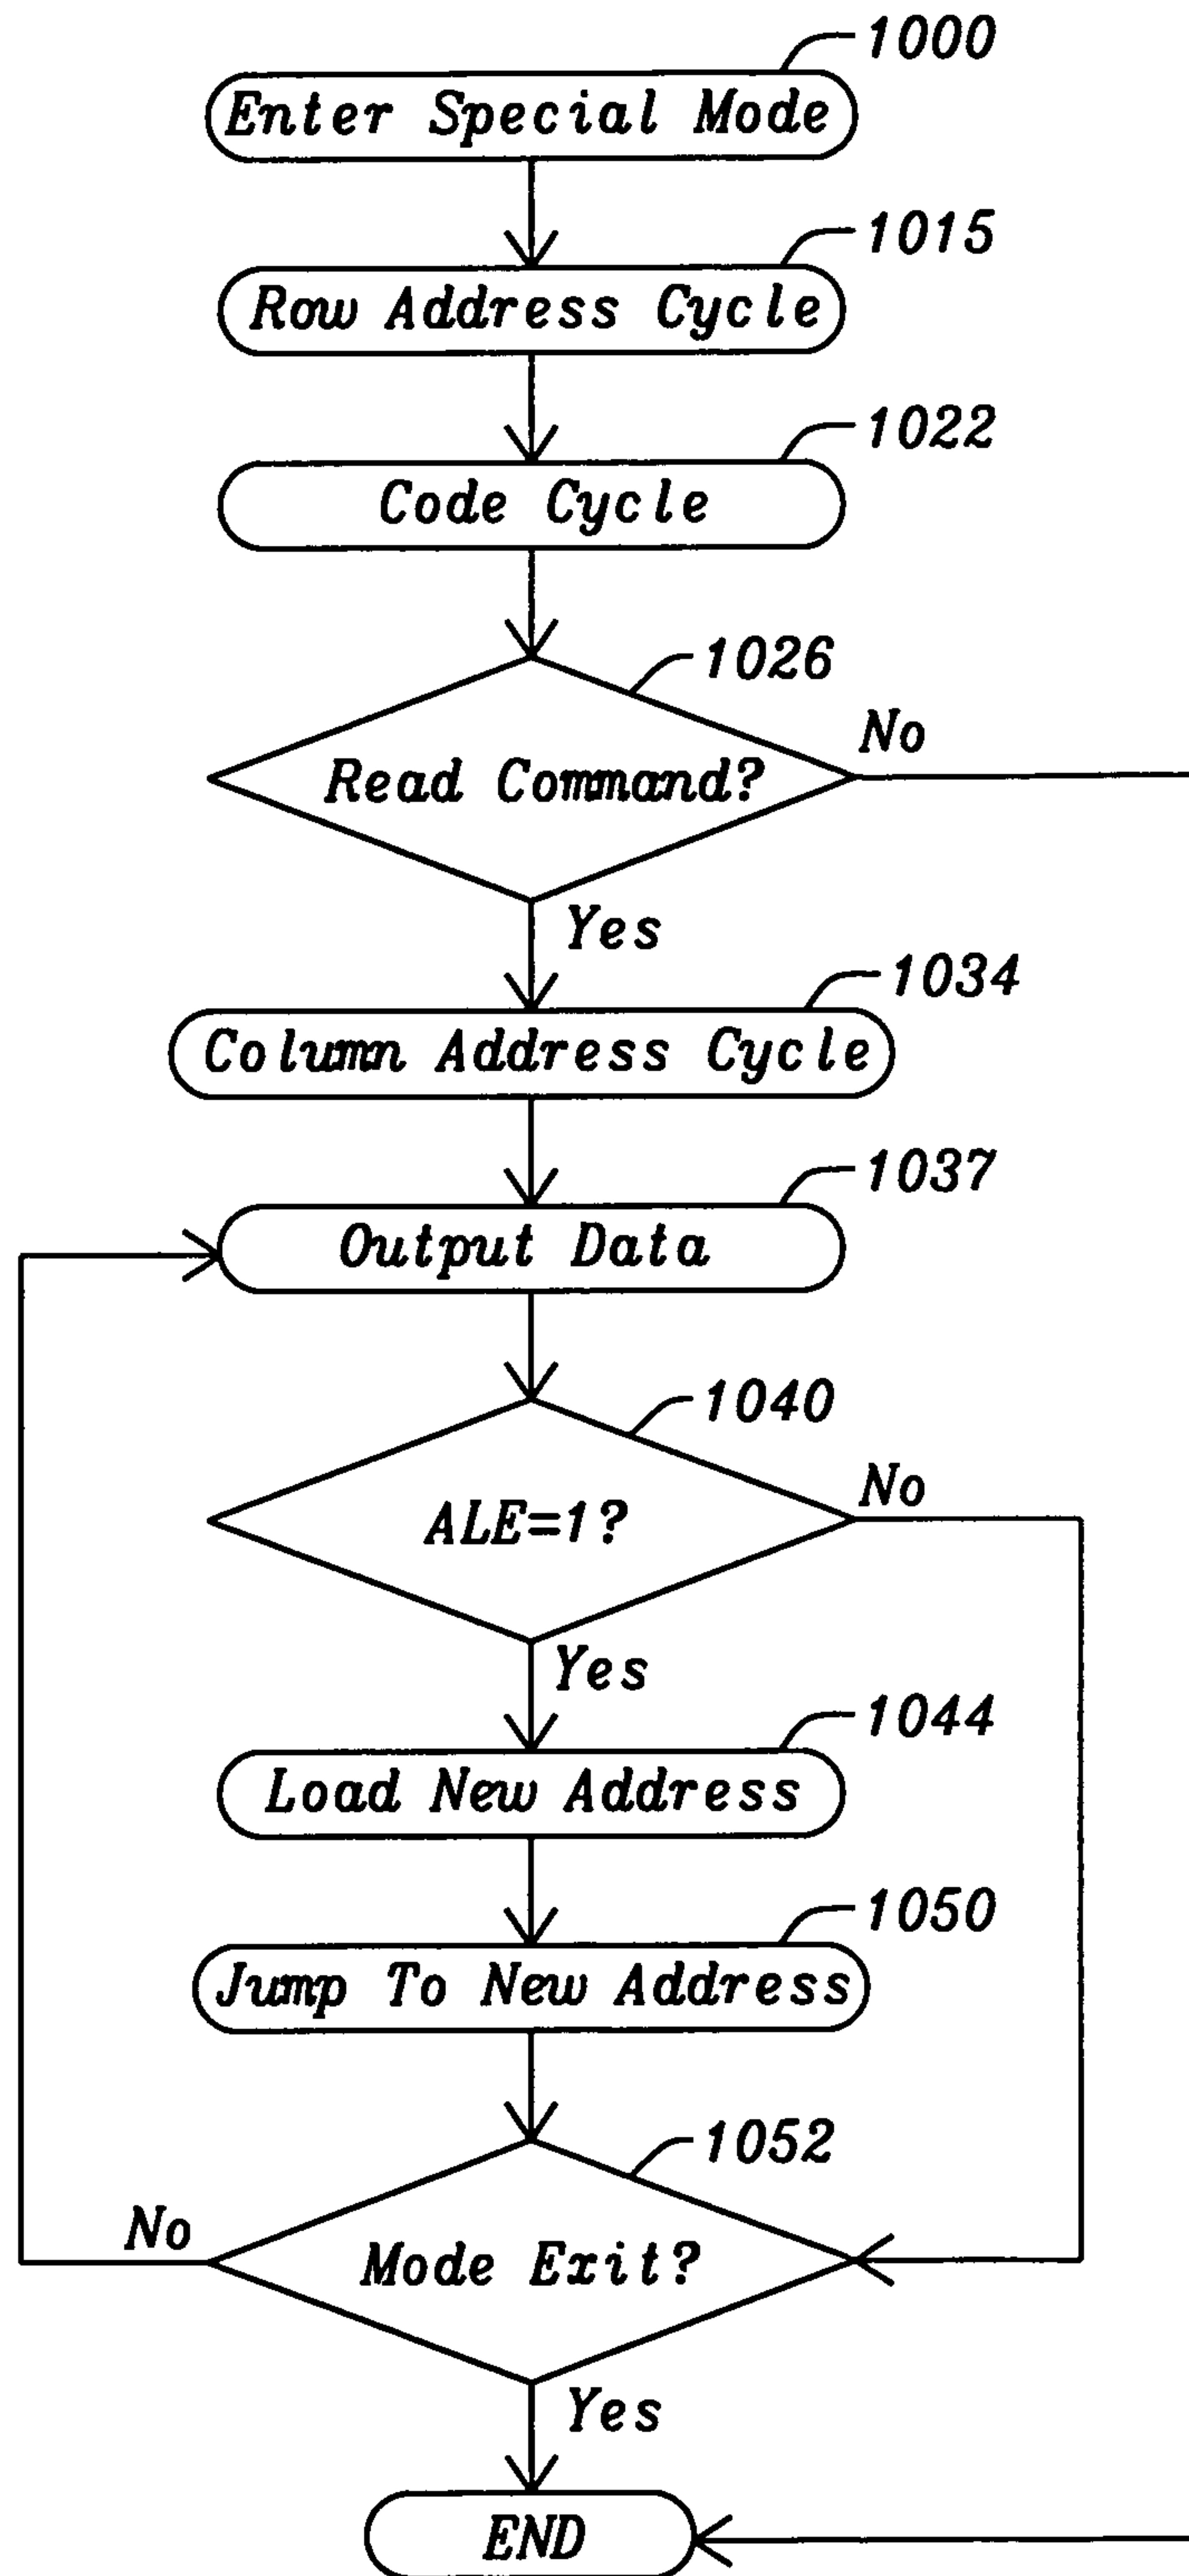 1000
Enter Special Mode
1015
Row Address Cycle
1022
Code Cycle
1026
Read Command?
No
Yes
1034
Column Address Cycle
1037
Output Data
1040
ALE=1?
No
Yes
1044
Load New Address
1050
Jump To New Address
1052
Mode Exit?
No
Yes
END